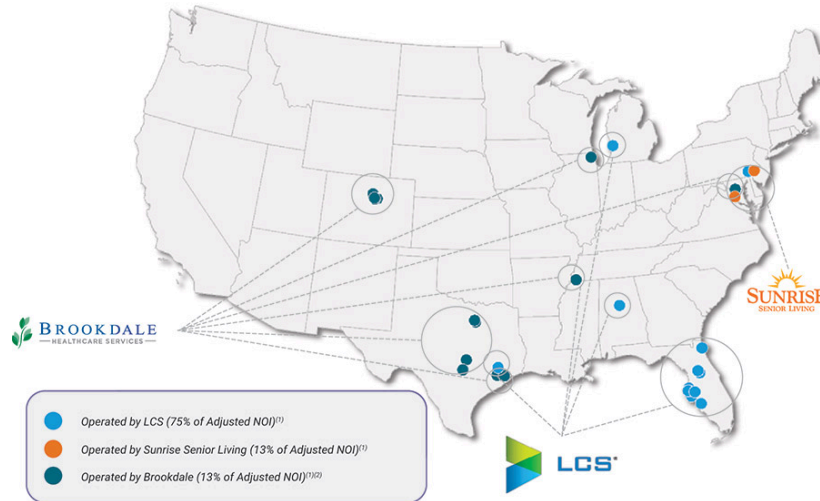 SUNRISE
SENIOR LIVING
BROOKDALE
HEALTHCARE SERVICES
Operated by LCS (75% of Adjusted NOI)(1)
Operated by Sunrise Senior Living (13% of Adjusted NOI)(1)
Operated by Brookdale (13% of Adjusted NOI)(1)(2)
LCS®